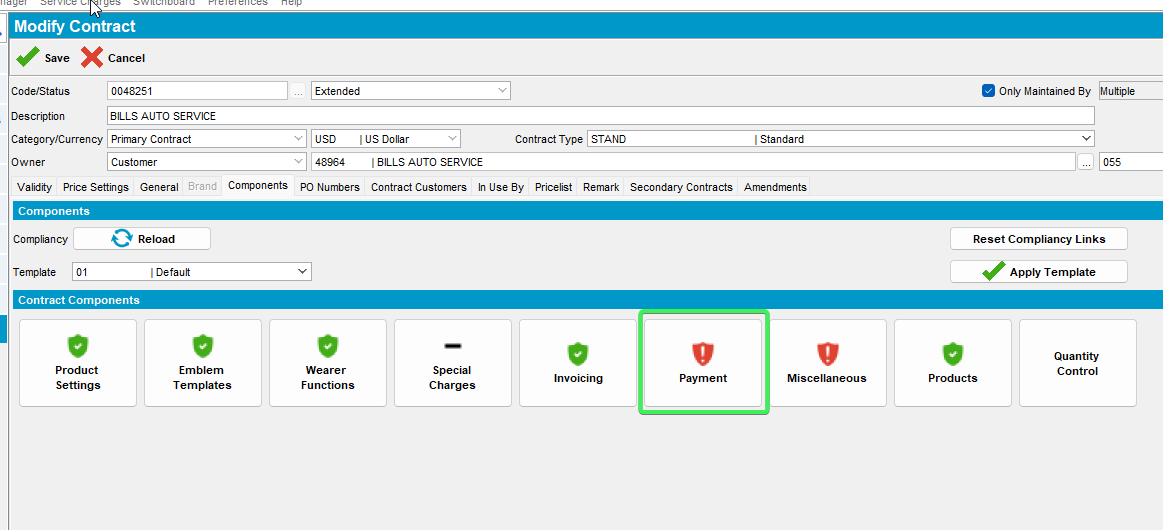 nager Service Charges Switchboard Preferences Help
Modify Contract
Save Cancel
Code/Status 0048251 ... Extended Only Maintained By Multiple
Description BILLS AUTO SERVICE
Category/Currency Primary Contract USD | US Dollar Contract Type STAND | Standard
Owner Customer 48964 | BILLS AUTO SERVICE ... 055
Validity Price Settings General Brand Components PO Numbers Contract Customers In Use By Pricelist Remark Secondary Contracts Amendments
Components
Compliancy Reload Reset Compliancy Links
Template 01 | Default Apply Template
Contract Components
Product Settings
Emblem Templates
Wearer Functions
Special Charges
Invoicing
Payment
Miscellaneous
Products
Quantity Control